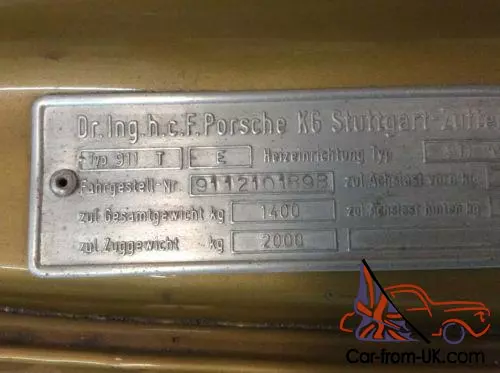 Dr. Ing. h. c. F. Porsche KG Stuttgart-Zuffe
Typ 911 T E Heizeinrichtung Typ
Fahrgestell-Nr 9112101898 zul Achslast vorn kg
zul Gesamtgewicht kg 1400 zul Achslast hinten kg
zul Zuggewicht kg 2000
Car-from-UK.com